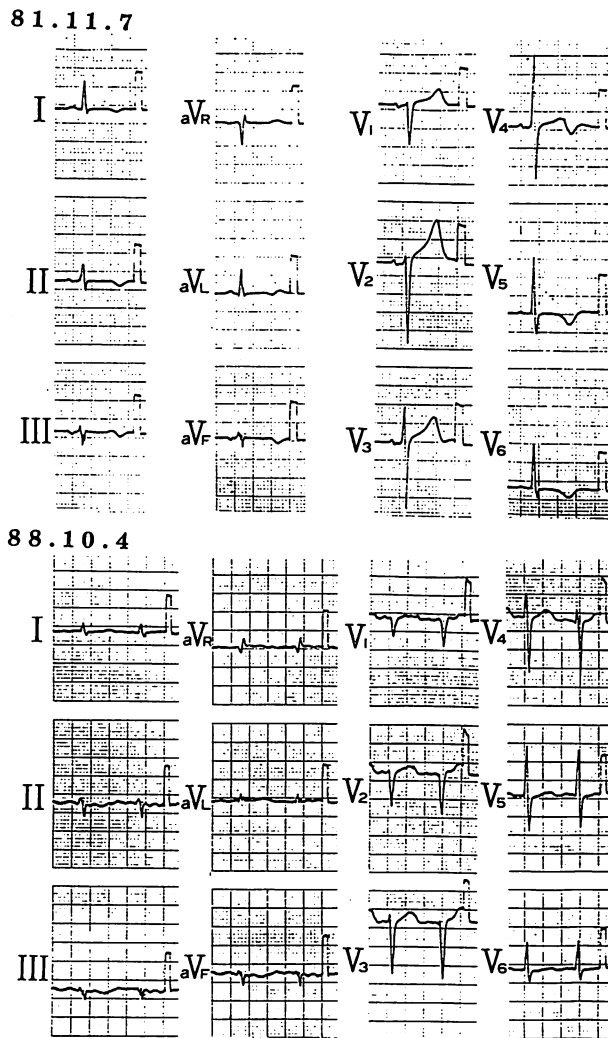 81.11.7
I aVR V1 V4
II aVL V2 V5
III aVF V3 V6
88.10.4
I aVR V1 V4
II aVL V2 V5
III aVF V3 V6